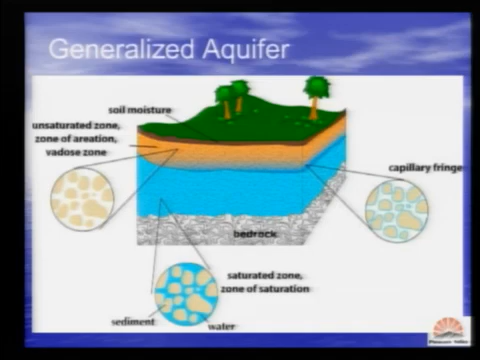 Generalized Aquifer
soil moisture
unsaturated zone,
zone of areation,
vadose zone
capillary fringe
bedrock
saturated zone,
zone of saturation
sediment
water